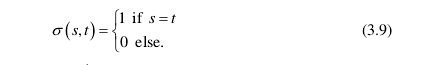 σ(s,t) = {1 if s = t
0 else. (3.9)